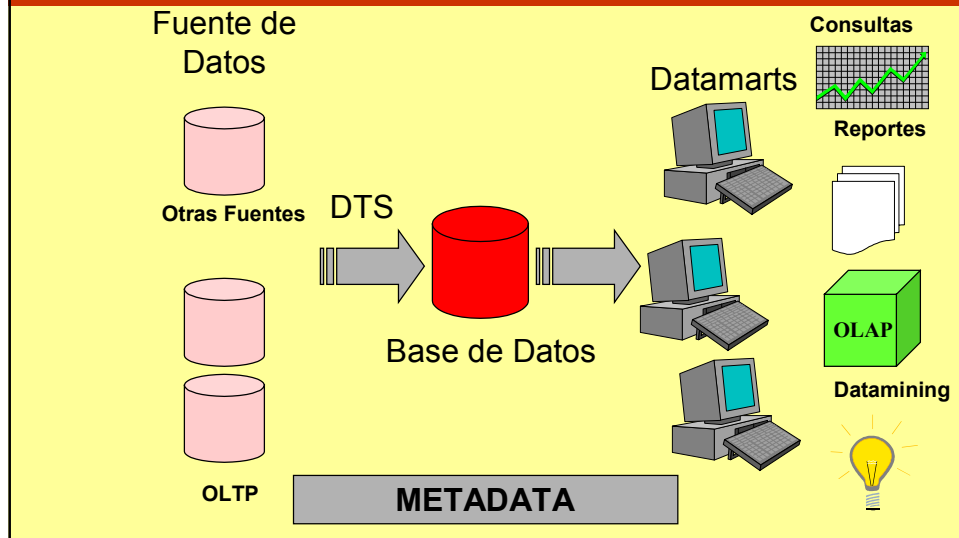 Fuente de
Datos
Otras Fuentes
OLTP
DTS
Base de Datos
METADATA
Datamarts
Consultas
Reportes
OLAP
Datamining